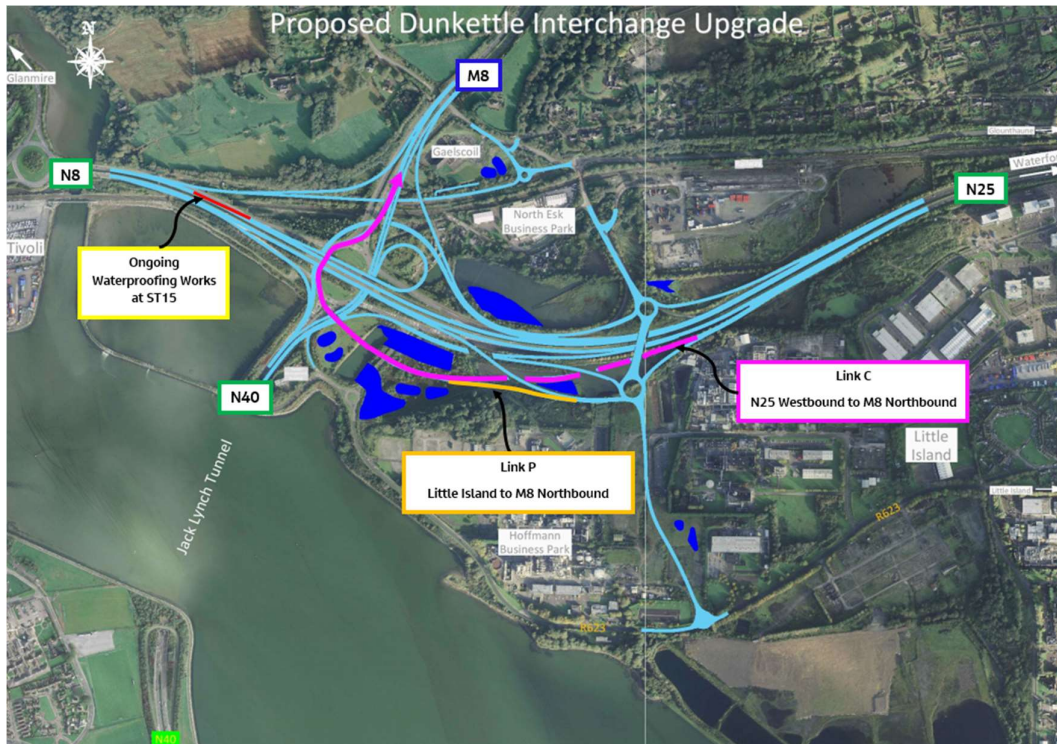 Proposed Dunkettle Interchange Upgrade
N
Glanmire
M8
Gaelscoil
Glounthaune
Waterfo
N8
N25
North Esk
Business Park
Tivoli
Ongoing
Waterproofing Works
at ST15
N40
Link C
N25 Westbound to M8 Northbound
Little
Island
Link P
Little Island to M8 Northbound
Little Island
Jack Lynch Tunnel
R623
Hoffmann
Business Park
R623
N40